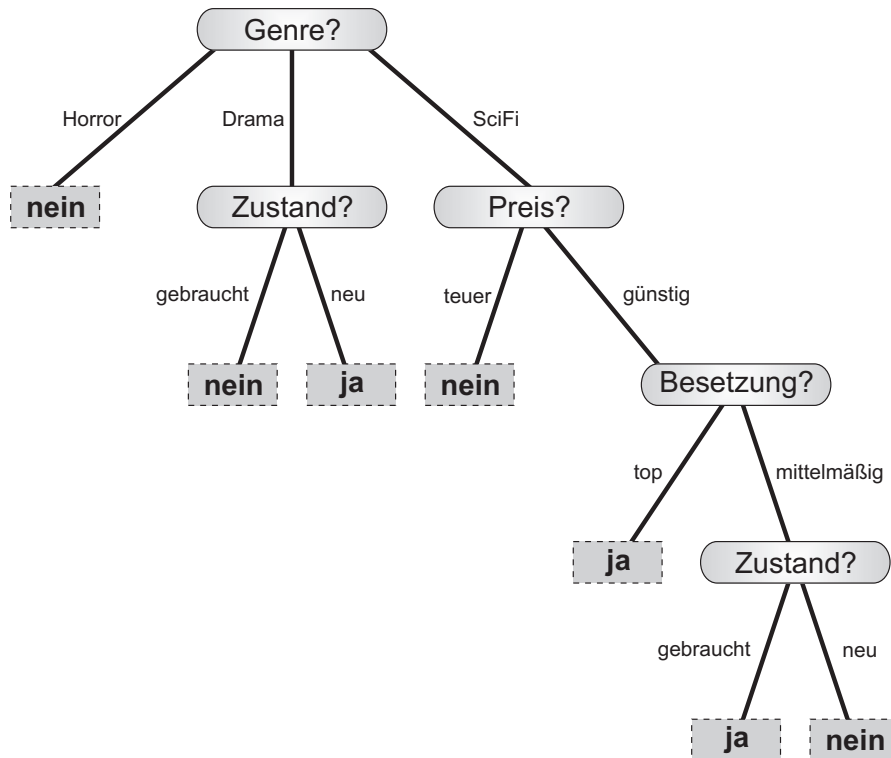 Genre?
Horror
Drama
SciFi
nein
Zustand?
Preis?
gebraucht
neu
teuer
günstig
nein
ja
nein
Besetzung?
top
mittelmäßig
ja
Zustand?
gebraucht
neu
ja
nein